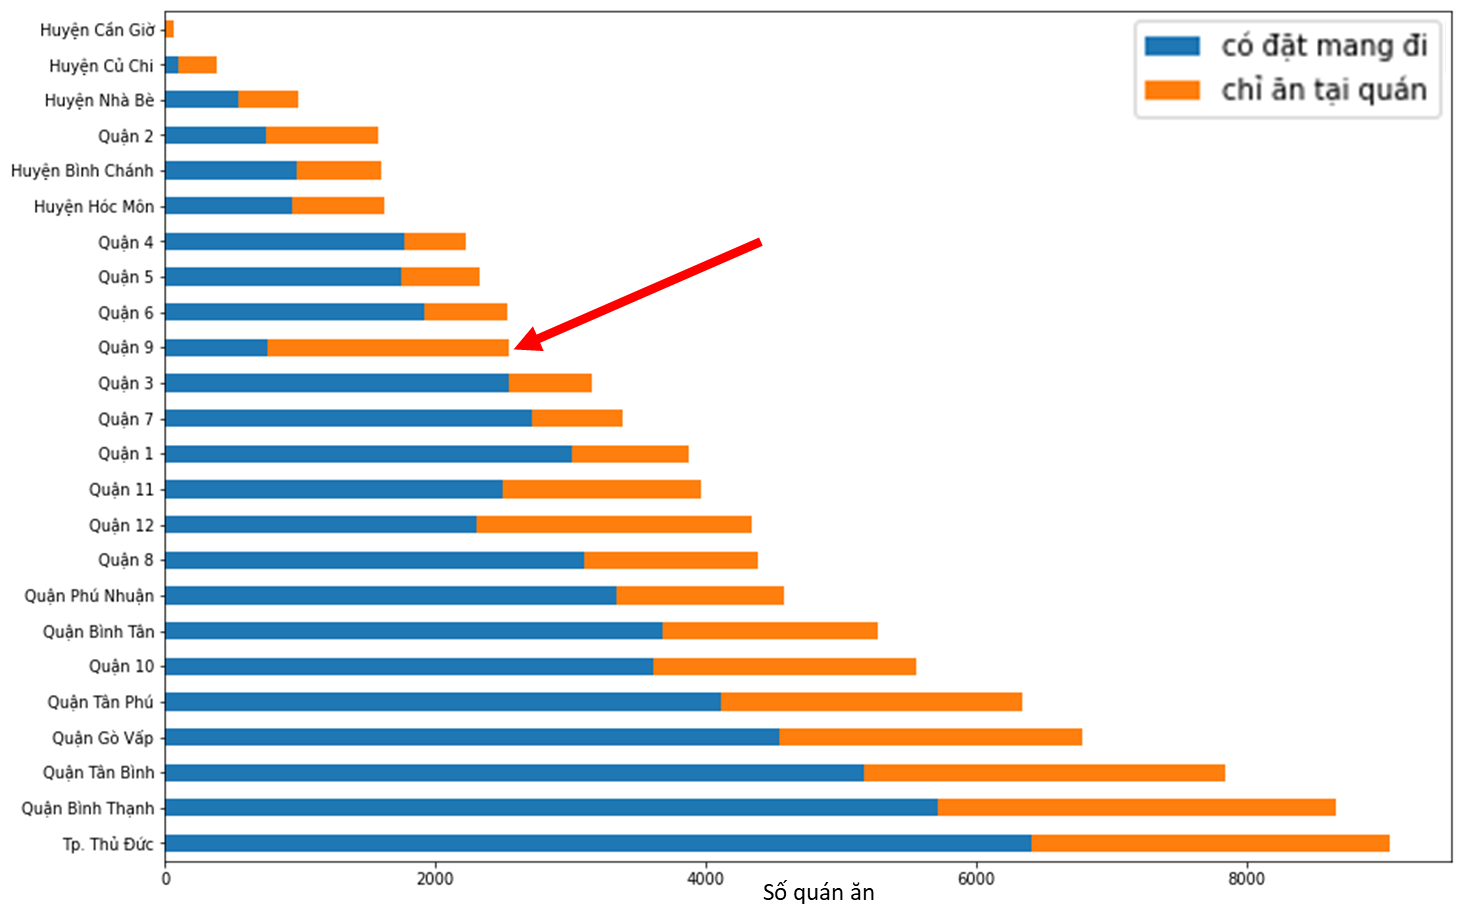 có đặt mang đi
chỉ ăn tại quán
Huyện Cần Giờ
Huyện Củ Chi
Huyện Nhà Bè
Quận 2
Huyện Bình Chánh
Huyện Hóc Môn
Quận 4
Quận 5
Quận 6
Quận 9
Quận 3
Quận 7
Quận 1
Quận 11
Quận 12
Quận 8
Quận Phú Nhuận
Quận Bình Tân
Quận 10
Quận Tân Phú
Quận Gò Vấp
Quận Tân Bình
Quận Bình Thạnh
Tp. Thủ Đức
0 2000 4000 6000 8000
Số quán ăn